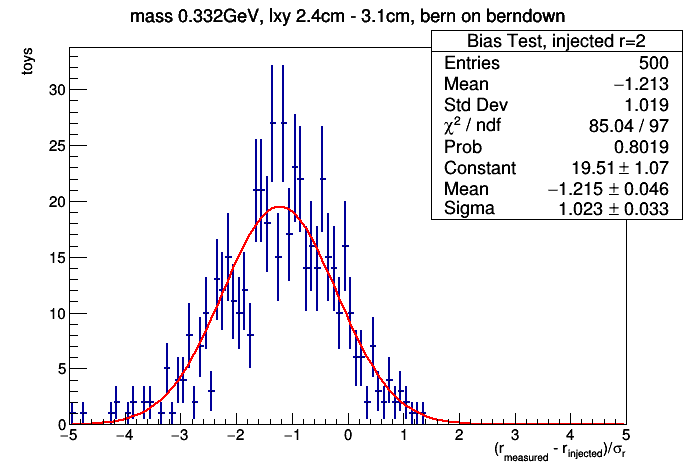 mass 0.332GeV, lxy 2.4cm - 3.1cm, bern on berndown
toys
Bias Test, injected r=2
Entries 500
Mean −1.213
Std Dev 1.019
χ² / ndf 85.04 / 97
Prob 0.8019
Constant 19.51 ± 1.07
Mean −1.215 ± 0.046
Sigma 1.023 ± 0.033
30
25
20
15
10
5
0
−5 −4 −3 −2 −1 0 1 2 3 4 5
(r_measured - r_injected)/σ_r